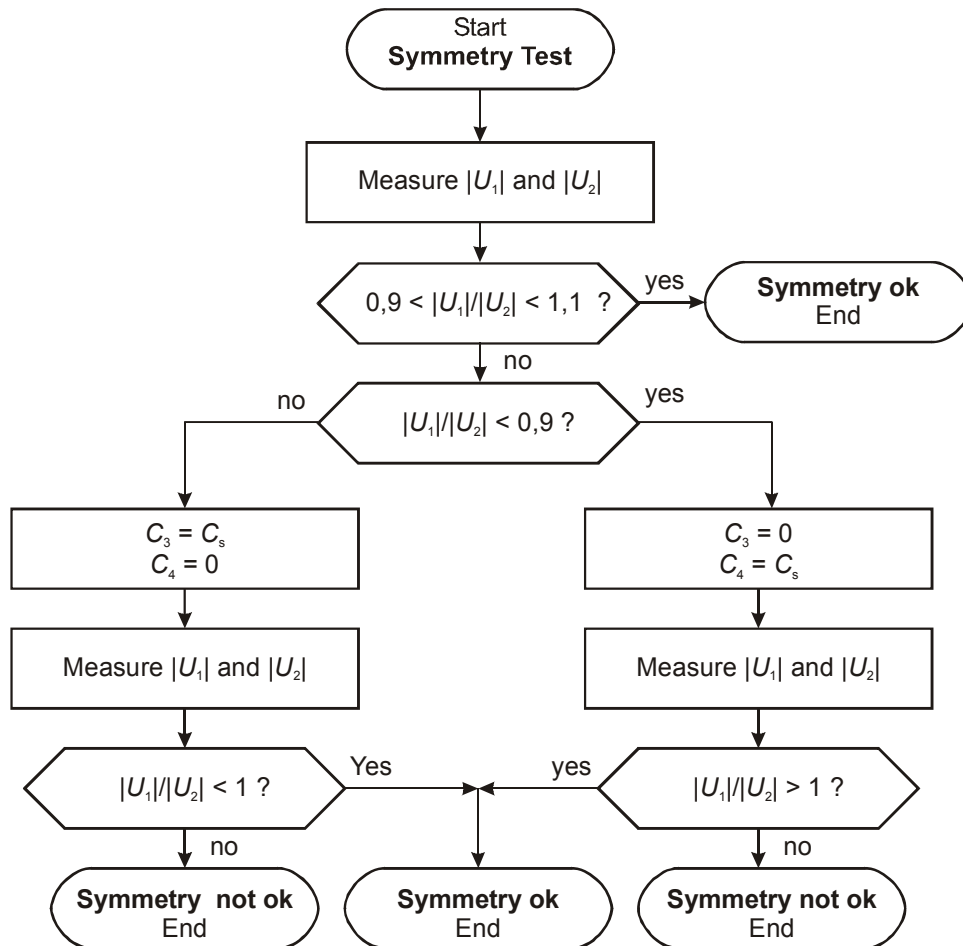 Start
Symmetry Test
Measure |U₁| and |U₂|
0,9 < |U₁|/|U₂| < 1,1 ?
yes
Symmetry ok
End
no
|U₁|/|U₂| < 0,9 ?
no
yes
C₃ = Cₛ
C₄ = 0
C₃ = 0
C₄ = Cₛ
Measure |U₁| and |U₂|
Measure |U₁| and |U₂|
|U₁|/|U₂| < 1 ?
Yes
yes
|U₁|/|U₂| > 1 ?
no
no
Symmetry not ok
End
Symmetry ok
End
Symmetry not ok
End